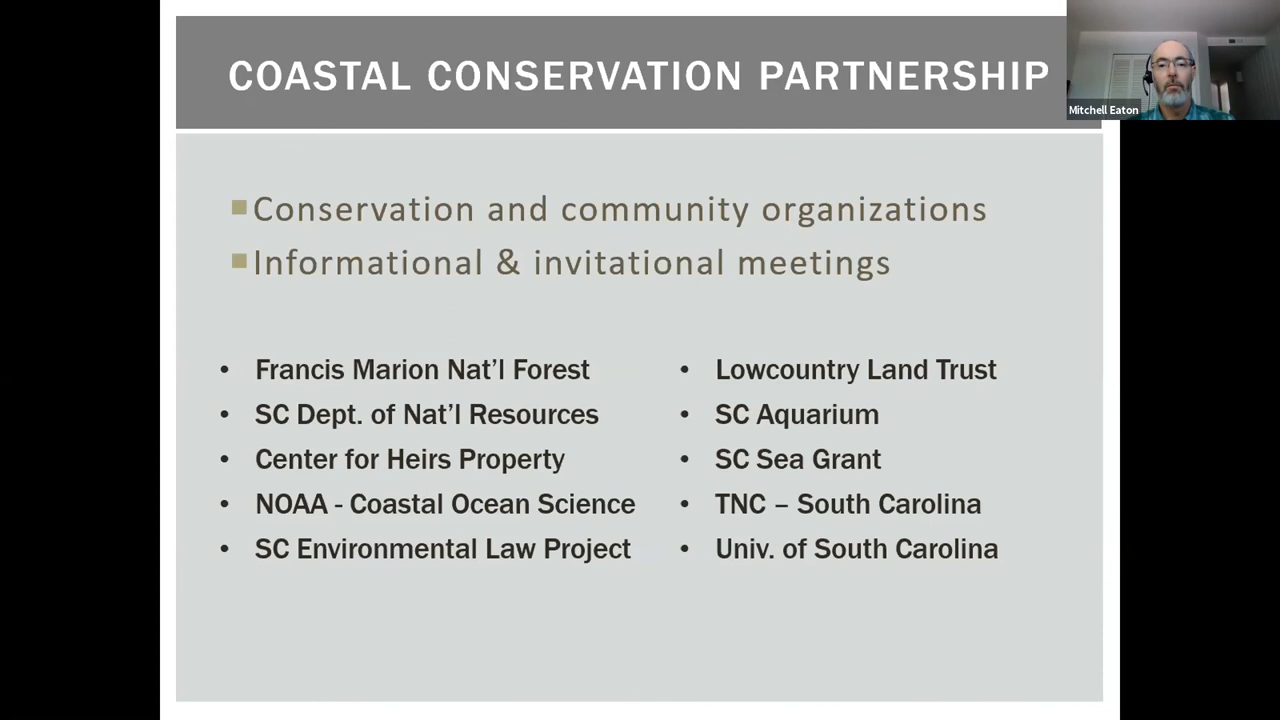 COASTAL CONSERVATION PARTNERSHIP
Mitchell Eaton
Conservation and community organizations
Informational & invitational meetings
• Francis Marion Nat’l Forest
• SC Dept. of Nat’l Resources
• Center for Heirs Property
• NOAA - Coastal Ocean Science
• SC Environmental Law Project
• Lowcountry Land Trust
• SC Aquarium
• SC Sea Grant
• TNC – South Carolina
• Univ. of South Carolina